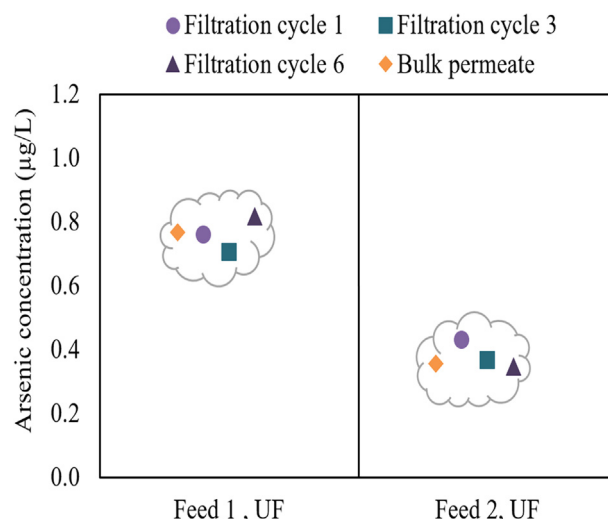 Filtration cycle 1 Filtration cycle 3
Filtration cycle 6 Bulk permeate
Arsenic concentration (µg/L)
1.2
1.0
0.8
0.6
0.4
0.2
0.0
Feed 1 , UF Feed 2, UF